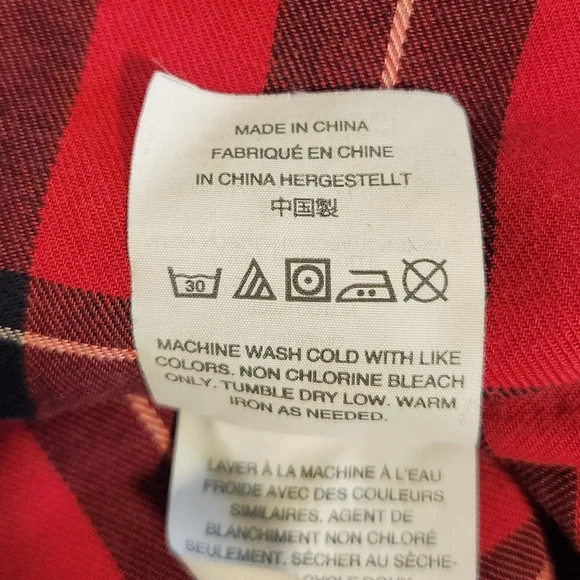 MADE IN CHINA
FABRIQUÉ EN CHINE
IN CHINA HERGESTELLT
中国製
30
MACHINE WASH COLD WITH LIKE
COLORS. NON CHLORINE BLEACH
ONLY. TUMBLE DRY LOW. WARM
IRON AS NEEDED.
LAVER À LA MACHINE À L'EAU
FROIDE AVEC DES COULEURS
SIMILAIRES. AGENT DE
BLANCHIMENT NON CHLORÉ
SEULEMENT. SÉCHER AU SÈCHE-